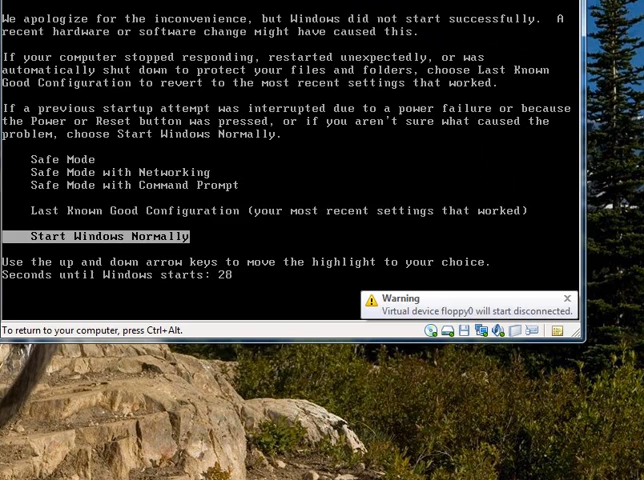 We apologize for the inconvenience, but Windows did not start successfully.  A
recent hardware or software change might have caused this.
If your computer stopped responding, restarted unexpectedly, or was
automatically shut down to protect your files and folders, choose Last Known
Good Configuration to revert to the most recent settings that worked.
If a previous startup attempt was interrupted due to a power failure or because
the Power or Reset button was pressed, or if you aren't sure what caused the
problem, choose Start Windows Normally.
Safe Mode
Safe Mode with Networking
Safe Mode with Command Prompt
Last Known Good Configuration (your most recent settings that worked)
Start Windows Normally
Use the up and down arrow keys to move the highlight to your choice.
Seconds until Windows starts: 28
Warning
Virtual device floppy0 will start disconnected.
To return to your computer, press Ctrl+Alt.